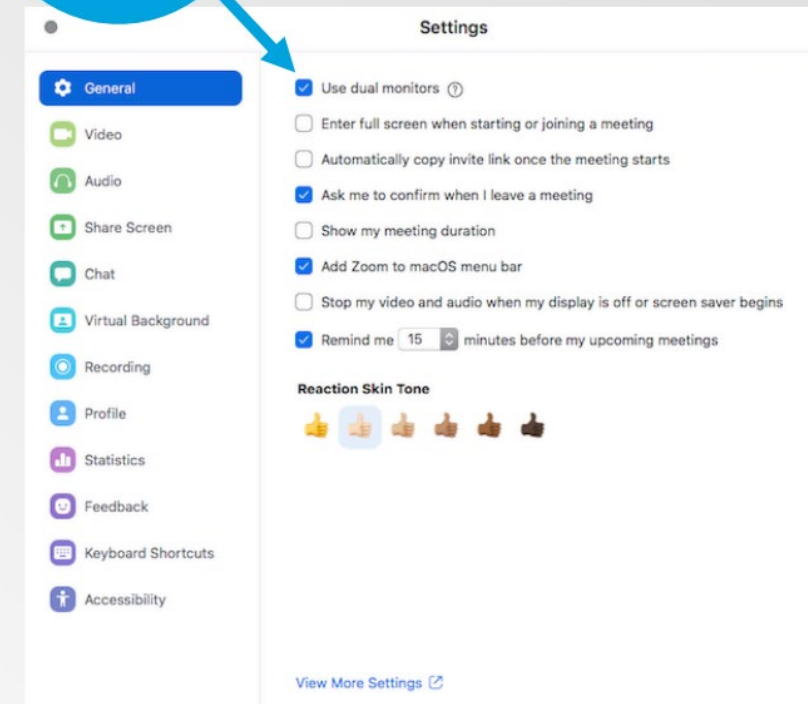 Settings
General
Video
Audio
Share Screen
Chat
Virtual Background
Recording
Profile
Statistics
Feedback
Keyboard Shortcuts
Accessibility
Use dual monitors ?
Enter full screen when starting or joining a meeting
Automatically copy invite link once the meeting starts
Ask me to confirm when I leave a meeting
Show my meeting duration
Add Zoom to macOS menu bar
Stop my video and audio when my display is off or screen saver begins
Remind me 15 minutes before my upcoming meetings
Reaction Skin Tone
View More Settings